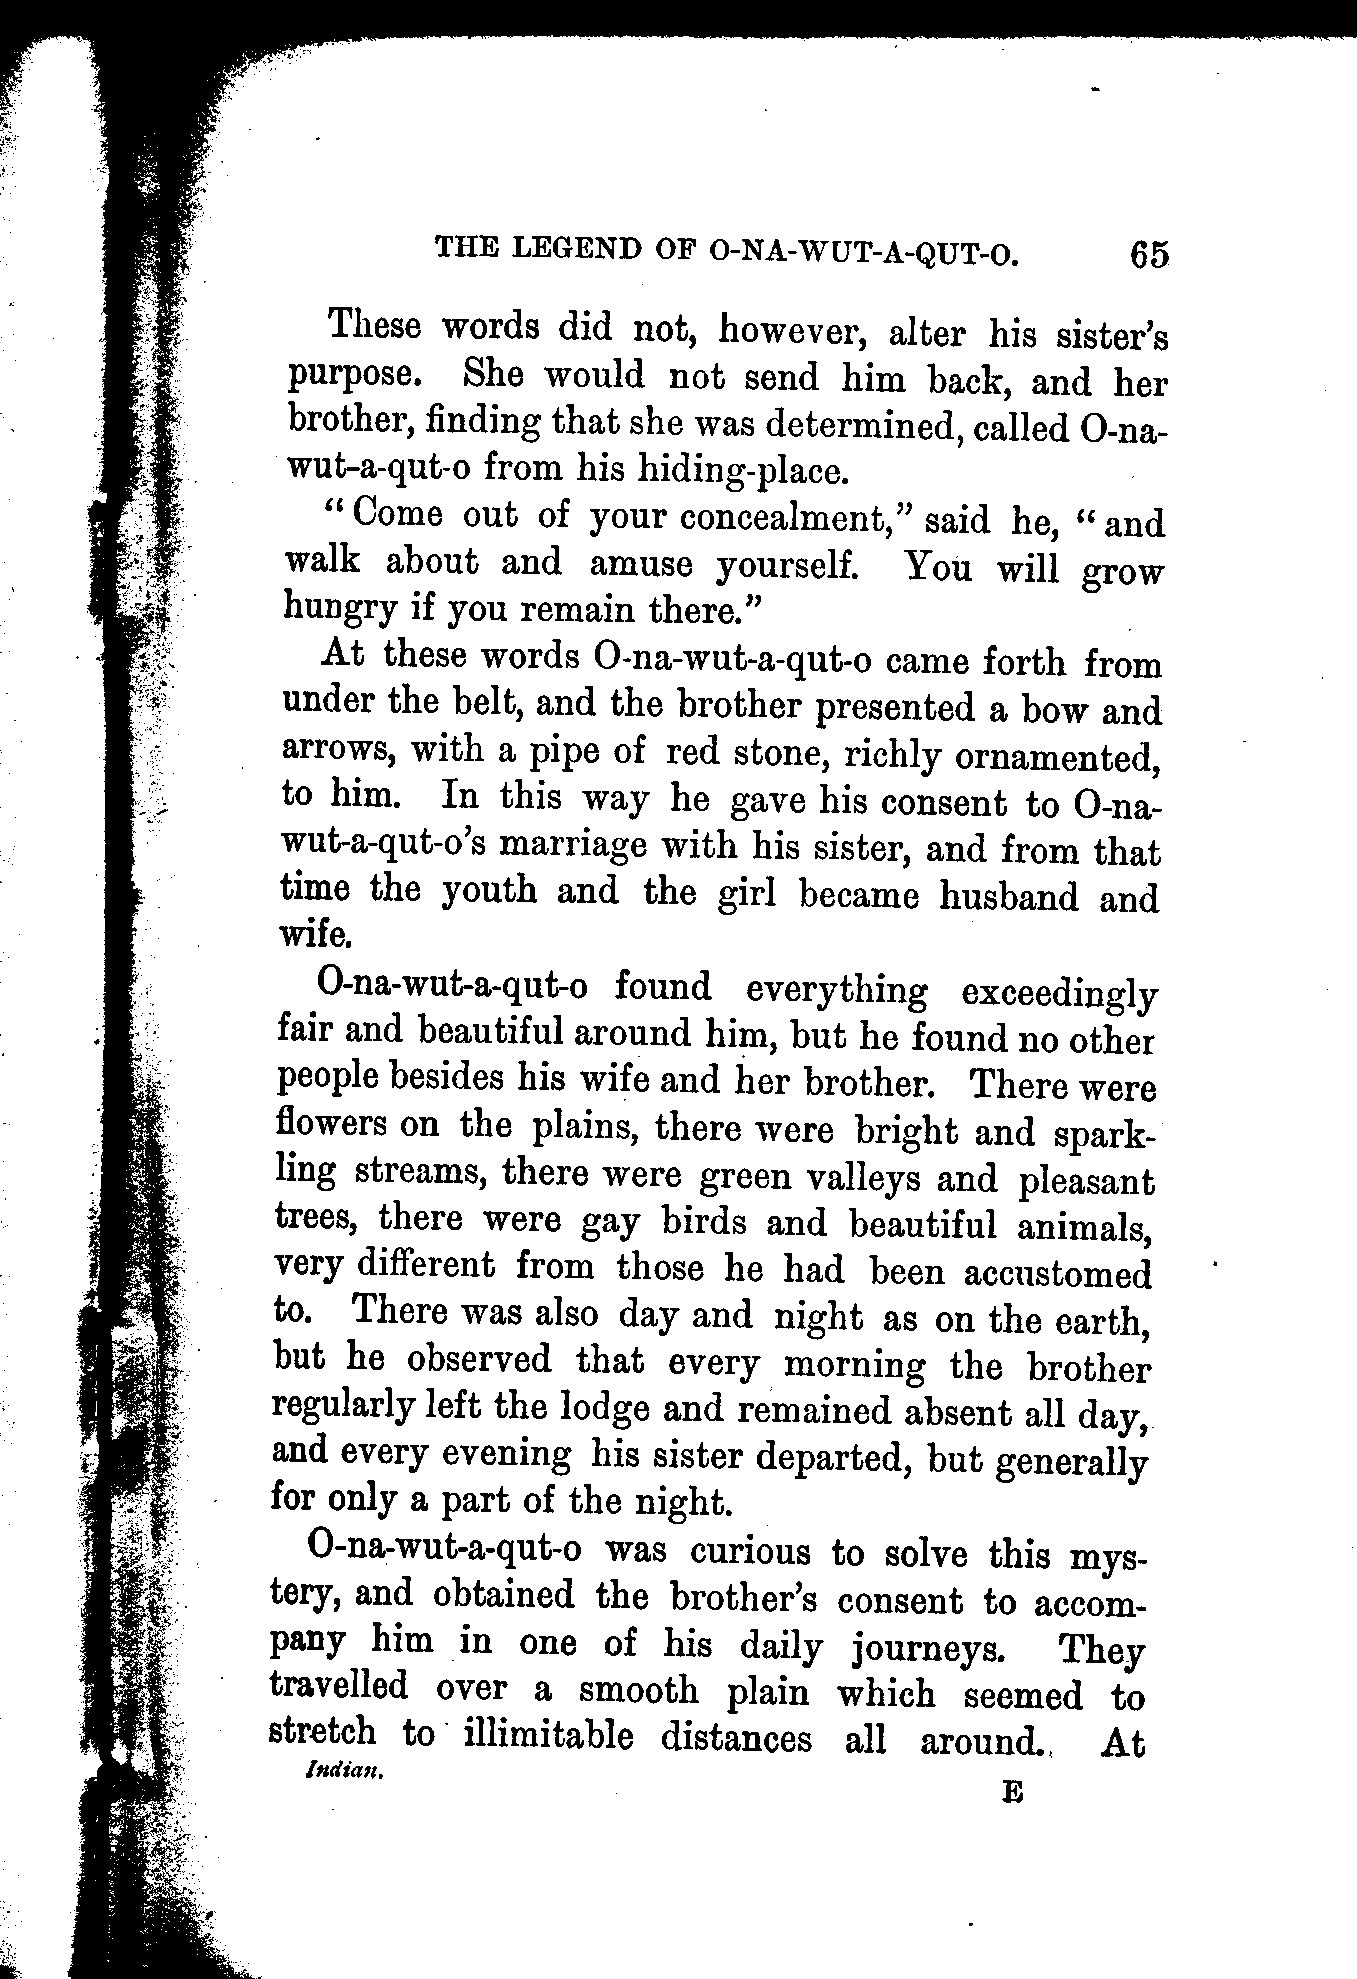 THE LEGEND OF O-NA-WUT-A-QUT-O. 65
These words did not, however, alter his sister's
purpose. She would not send him back, and her
brother, finding that she was determined, called O-na-
wut-a-qut-o from his hiding-place.
“Come out of your concealment,” said he, “and
walk about and amuse yourself. You will grow
hungry if you remain there.”
At these words O-na-wut-a-qut-o came forth from
under the belt, and the brother presented a bow and
arrows, with a pipe of red stone, richly ornamented,
to him. In this way he gave his consent to O-na-
wut-a-qut-o's marriage with his sister, and from that
time the youth and the girl became husband and
wife.
O-na-wut-a-qut-o found everything exceedingly
fair and beautiful around him, but he found no other
people besides his wife and her brother. There were
flowers on the plains, there were bright and spark-
ling streams, there were green valleys and pleasant
trees, there were gay birds and beautiful animals,
very different from those he had been accustomed
to. There was also day and night as on the earth,
but he observed that every morning the brother
regularly left the lodge and remained absent all day,
and every evening his sister departed, but generally
for only a part of the night.
O-na-wut-a-qut-o was curious to solve this mys-
tery, and obtained the brother's consent to accom-
pany him in one of his daily journeys. They
travelled over a smooth plain which seemed to
stretch to illimitable distances all around. At
Indian.
E